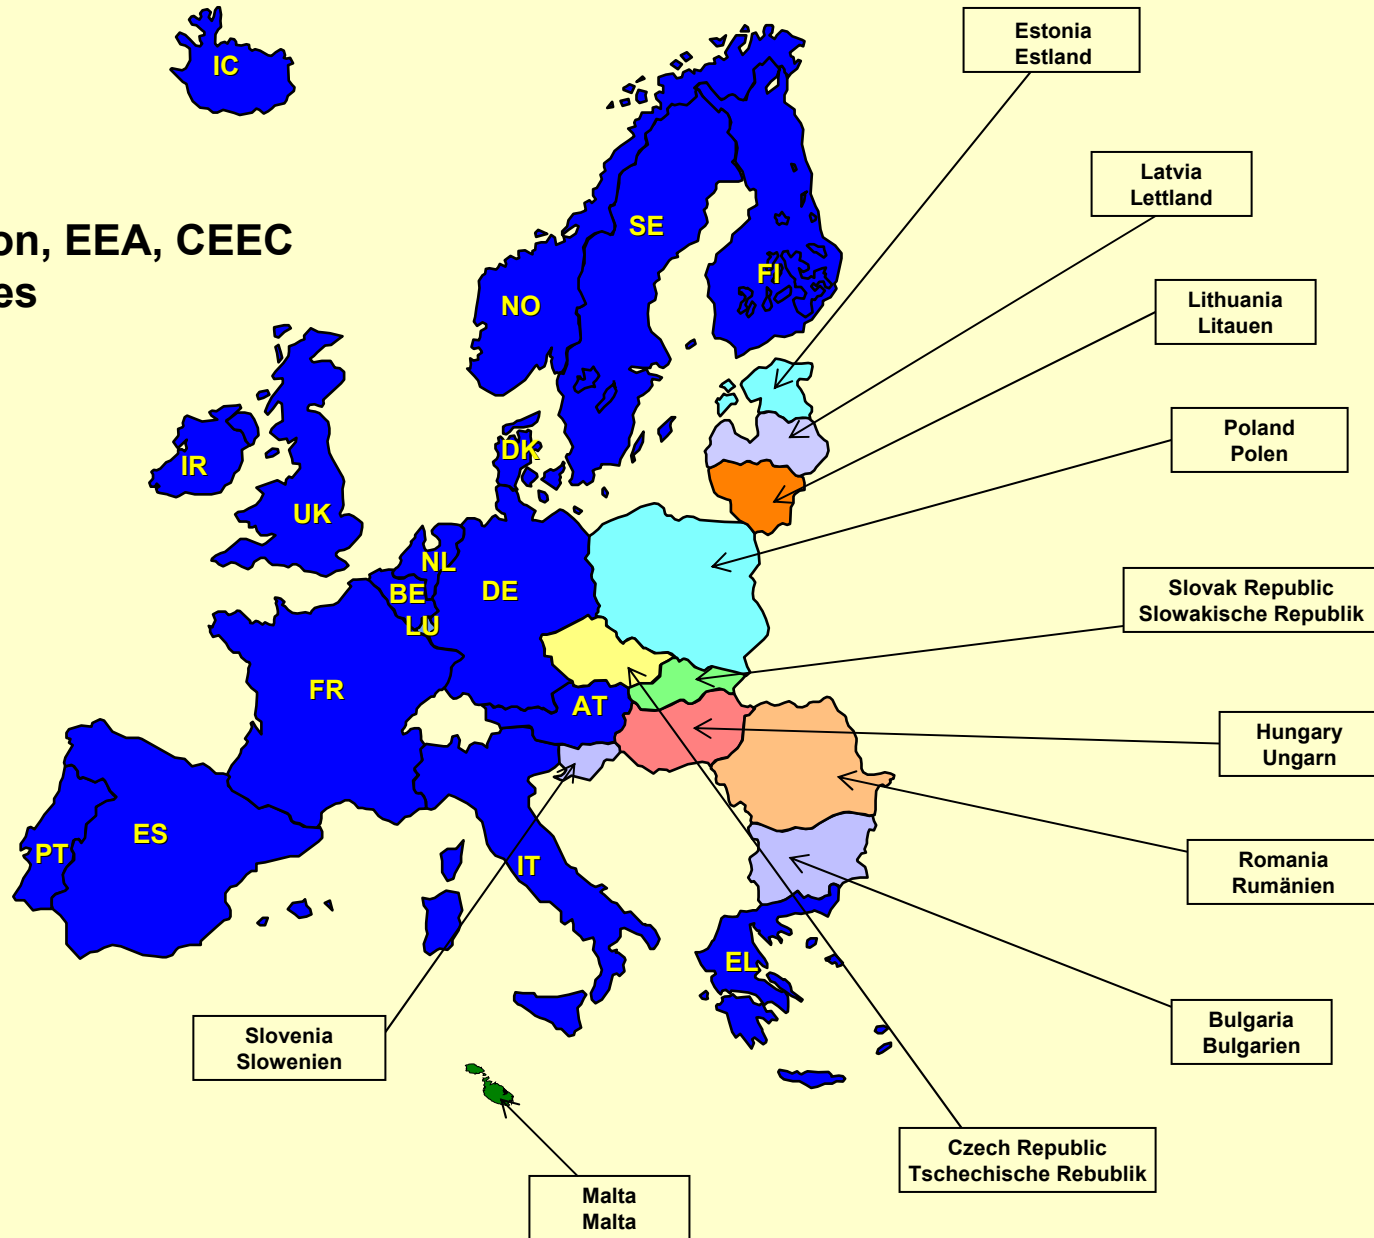 IC
Estonia
Estland
Latvia
Lettland
on, EEA, CEEC
es
SE
FI
NO
Lithuania
Litauen
Poland
Polen
DK
IR
UK
NL
BE
DE
LU
Slovak Republic
Slowakische Republik
FR
AT
Hungary
Ungarn
ES
PT
IT
Romania
Rumänien
EL
Slovenia
Slowenien
Bulgaria
Bulgarien
Czech Republic
Tschechische Rebublik
Malta
Malta